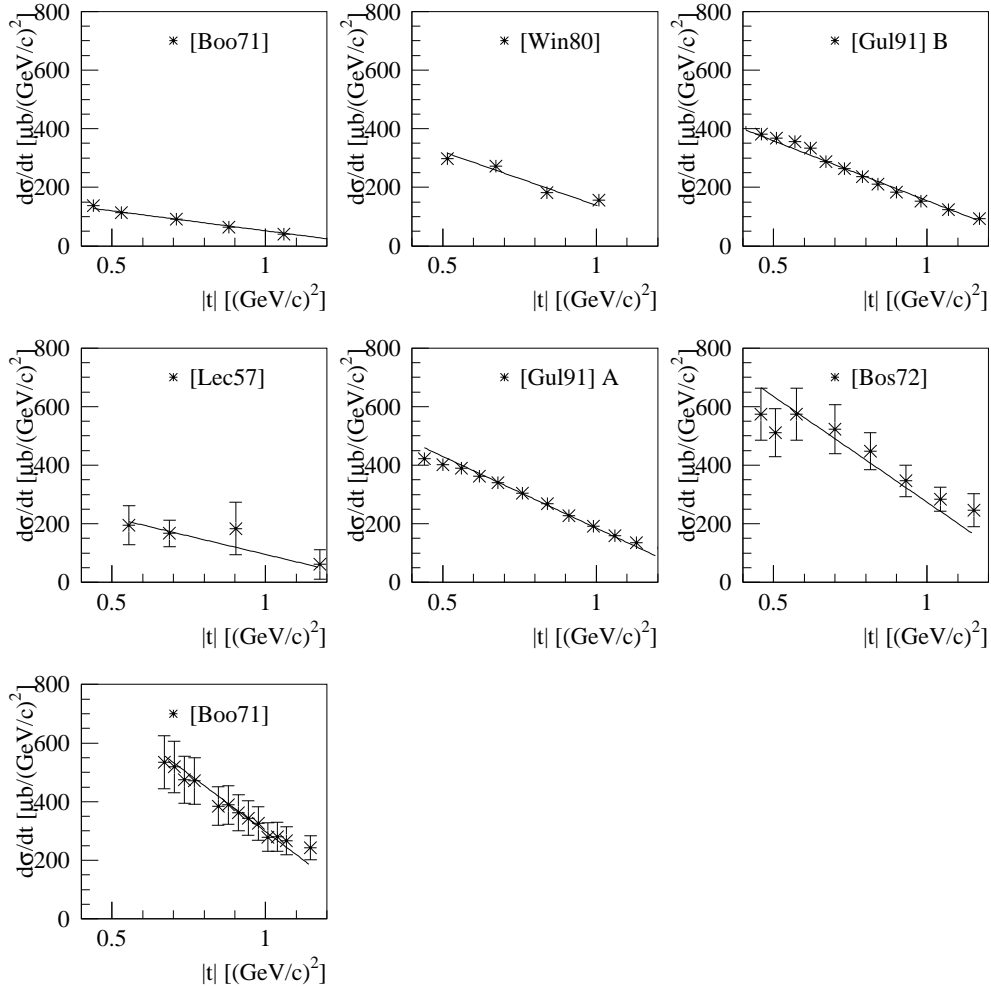 dσ/dt [μb/(GeV/c)²]
800
600
400
200
0
[Boo71]
0.5 1
|t| [(GeV/c)²]
dσ/dt [μb/(GeV/c)²]
800
600
400
200
0
[Win80]
0.5 1
|t| [(GeV/c)²]
dσ/dt [μb/(GeV/c)²]
800
600
400
200
0
[Gul91] B
0.5 1
|t| [(GeV/c)²]
dσ/dt [μb/(GeV/c)²]
800
600
400
200
0
[Lec57]
0.5 1
|t| [(GeV/c)²]
dσ/dt [μb/(GeV/c)²]
800
600
400
200
0
[Gul91] A
0.5 1
|t| [(GeV/c)²]
dσ/dt [μb/(GeV/c)²]
800
600
400
200
0
[Bos72]
0.5 1
|t| [(GeV/c)²]
dσ/dt [μb/(GeV/c)²]
800
600
400
200
0
[Boo71]
0.5 1
|t| [(GeV/c)²]